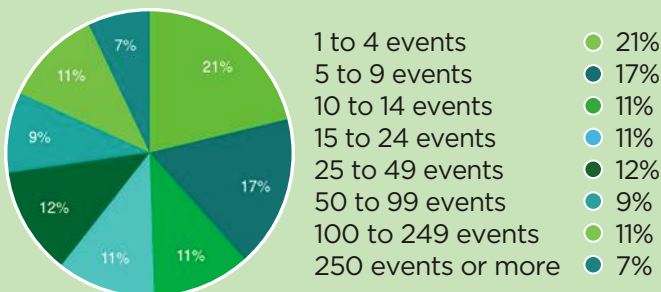 7%
21%
11%
9%
17%
12%
11%
11%
1 to 4 events 21%
5 to 9 events 17%
10 to 14 events 11%
15 to 24 events 11%
25 to 49 events 12%
50 to 99 events 9%
100 to 249 events 11%
250 events or more 7%